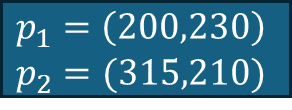 p₁ = (200,230)
p₂ = (315,210)